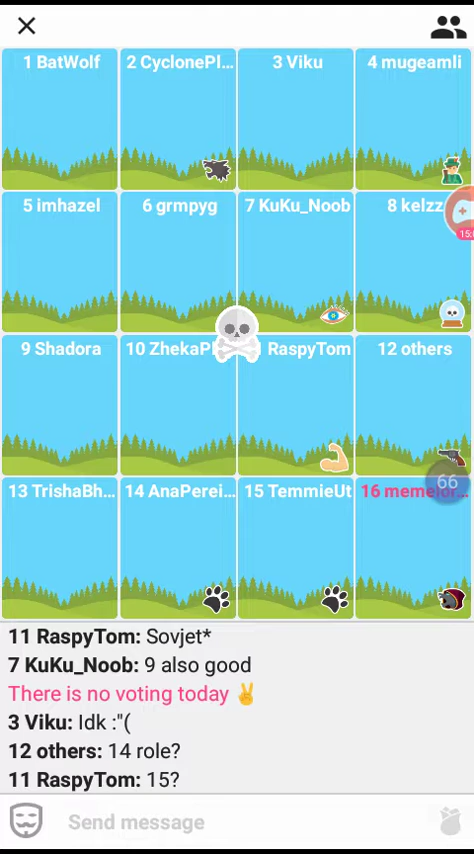 1 BatWolf
2 CyclonePl...
3 Viku
4 mugeamli
5 imhazel
6 grmpyg
7 KuKu_Noob
8 kelzz
15:0
9 Shadora
10 ZhekaP
RaspyTom
12 others
66
13 TrishaBh...
14 AnaPerei...
15 TemmieUt
16 memelor...
11 RaspyTom: Sovjet*
7 KuKu_Noob: 9 also good
There is no voting today ✌
3 Viku: Idk :"(
12 others: 14 role?
11 RaspyTom: 15?
Send message